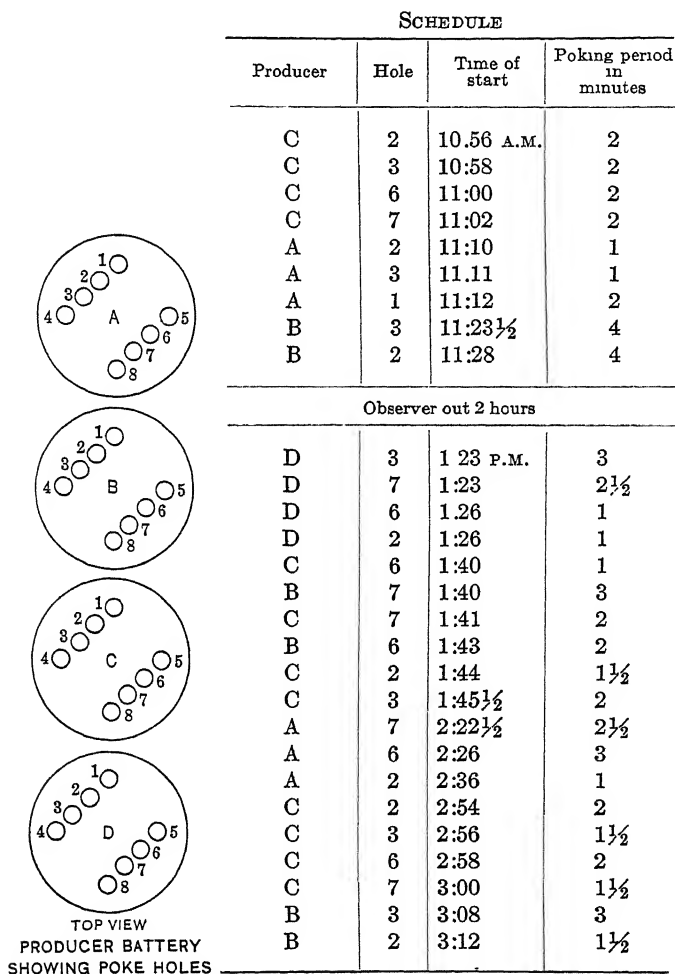 SCHEDULE
Producer Hole Time of start Poking period in minutes
C 2 10.56 A.M. 2
C 3 10:58 2
C 6 11:00 2
C 7 11:02 2
A 2 11:10 1
A 3 11.11 1
A 1 11:12 2
B 3 11:23½ 4
B 2 11:28 4
Observer out 2 hours
D 3 1 23 P.M. 3
D 7 1:23 2½
D 6 1.26 1
D 2 1:26 1
C 6 1:40 1
B 7 1:40 3
C 7 1:41 2
B 6 1:43 2
C 2 1:44 1½
C 3 1:45½ 2
A 7 2:22½ 2½
A 6 2:26 3
A 2 2:36 1
C 2 2:54 2
C 3 2:56 1½
C 6 2:58 2
C 7 3:00 1½
B 3 3:08 3
B 2 3:12 1½
1
2
3
4
A
5
6
7
8
1
2
3
4
B
5
6
7
8
1
2
3
4
C
5
6
7
8
1
2
3
4
D
5
6
7
8
TOP VIEW
PRODUCER BATTERY
SHOWING POKE HOLES